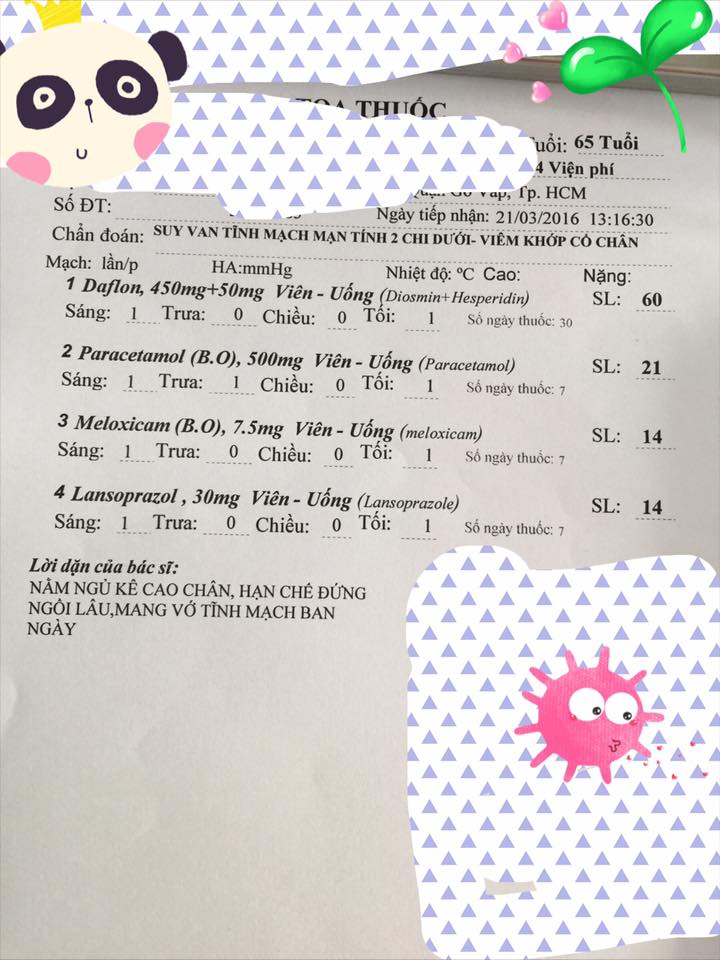 TOA THUỐC
Tuổi: 65 Tuổi
4 Viện phí
Quận Gò Vấp, Tp. HCM
Số ĐT:
Ngày tiếp nhận: 21/03/2016 13:16:30
Chẩn đoán: SUY VAN TĨNH MẠCH MẠN TÍNH 2 CHI DƯỚI- VIÊM KHỚP CỔ CHÂN
Mạch: lần/p HA:mmHg Nhiệt độ: ºC Cao: Nặng:
1 Daflon, 450mg+50mg Viên - Uống (Diosmin+Hesperidin) SL: 60
Sáng: 1 Trưa: 0 Chiều: 0 Tối: 1 Số ngày thuốc: 30
2 Paracetamol (B.O), 500mg Viên - Uống (Paracetamol) SL: 21
Sáng: 1 Trưa: 1 Chiều: 0 Tối: 1 Số ngày thuốc: 7
3 Meloxicam (B.O), 7.5mg Viên - Uống (meloxicam) SL: 14
Sáng: 1 Trưa: 0 Chiều: 0 Tối: 1 Số ngày thuốc: 7
4 Lansoprazol , 30mg Viên - Uống (Lansoprazole) SL: 14
Sáng: 1 Trưa: 0 Chiều: 0 Tối: 1 Số ngày thuốc: 7
Lời dặn của bác sĩ:
NẰM NGỦ KÊ CAO CHÂN, HẠN CHẾ ĐỨNG
NGỒI LÂU,MANG VỚ TĨNH MẠCH BAN
NGÀY